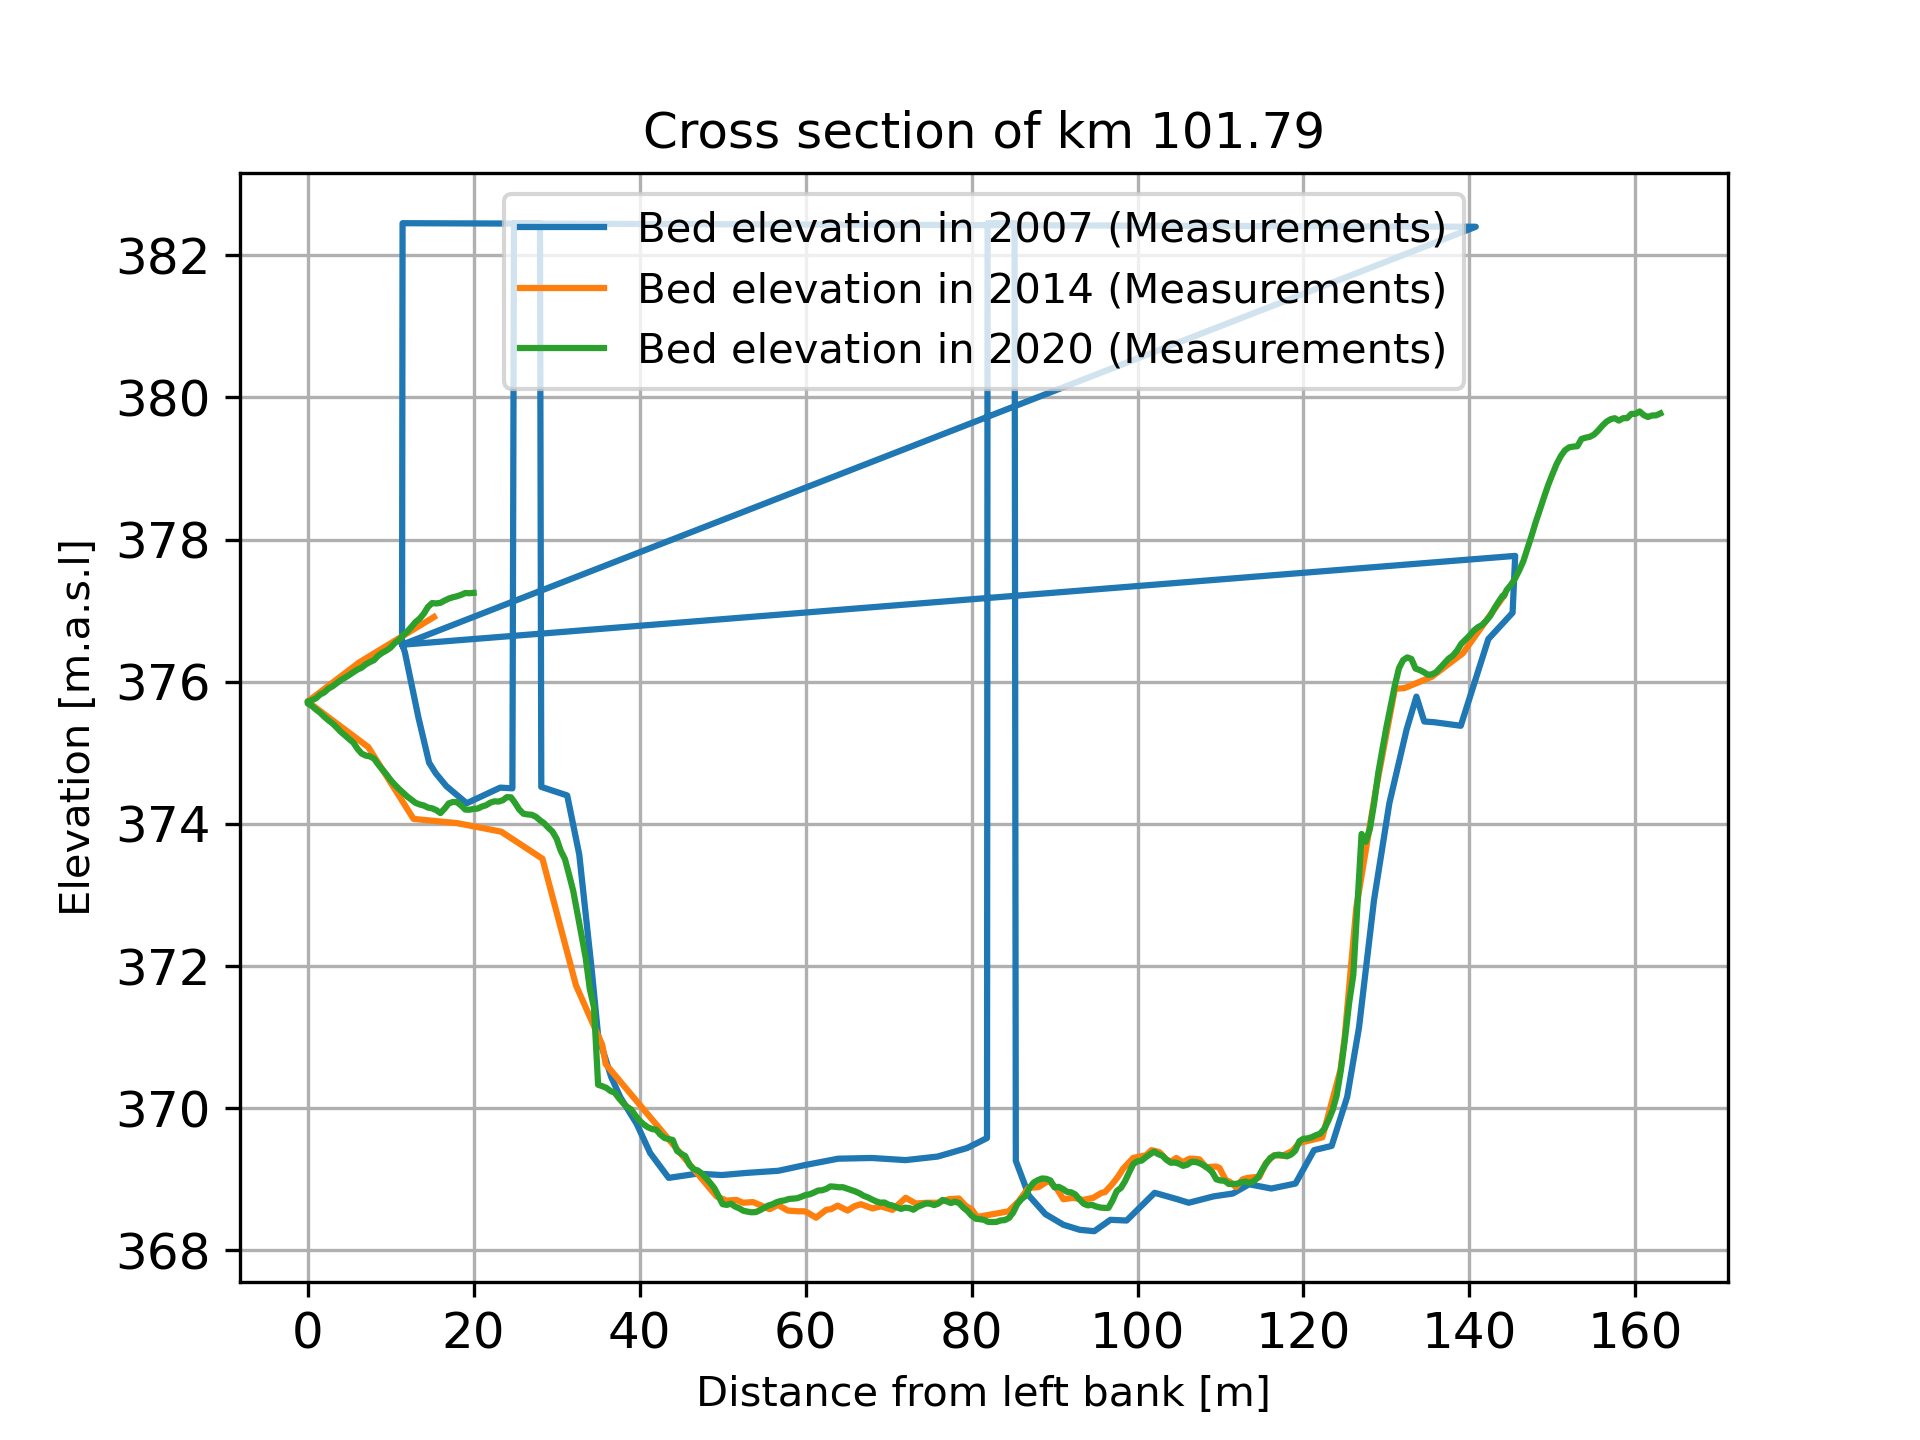 Cross section of km 101.79
Bed elevation in 2007 (Measurements)
Bed elevation in 2014 (Measurements)
Bed elevation in 2020 (Measurements)
382
380
378
376
374
372
370
368
Elevation [m.a.s.l]
0 20 40 60 80 100 120 140 160
Distance from left bank [m]